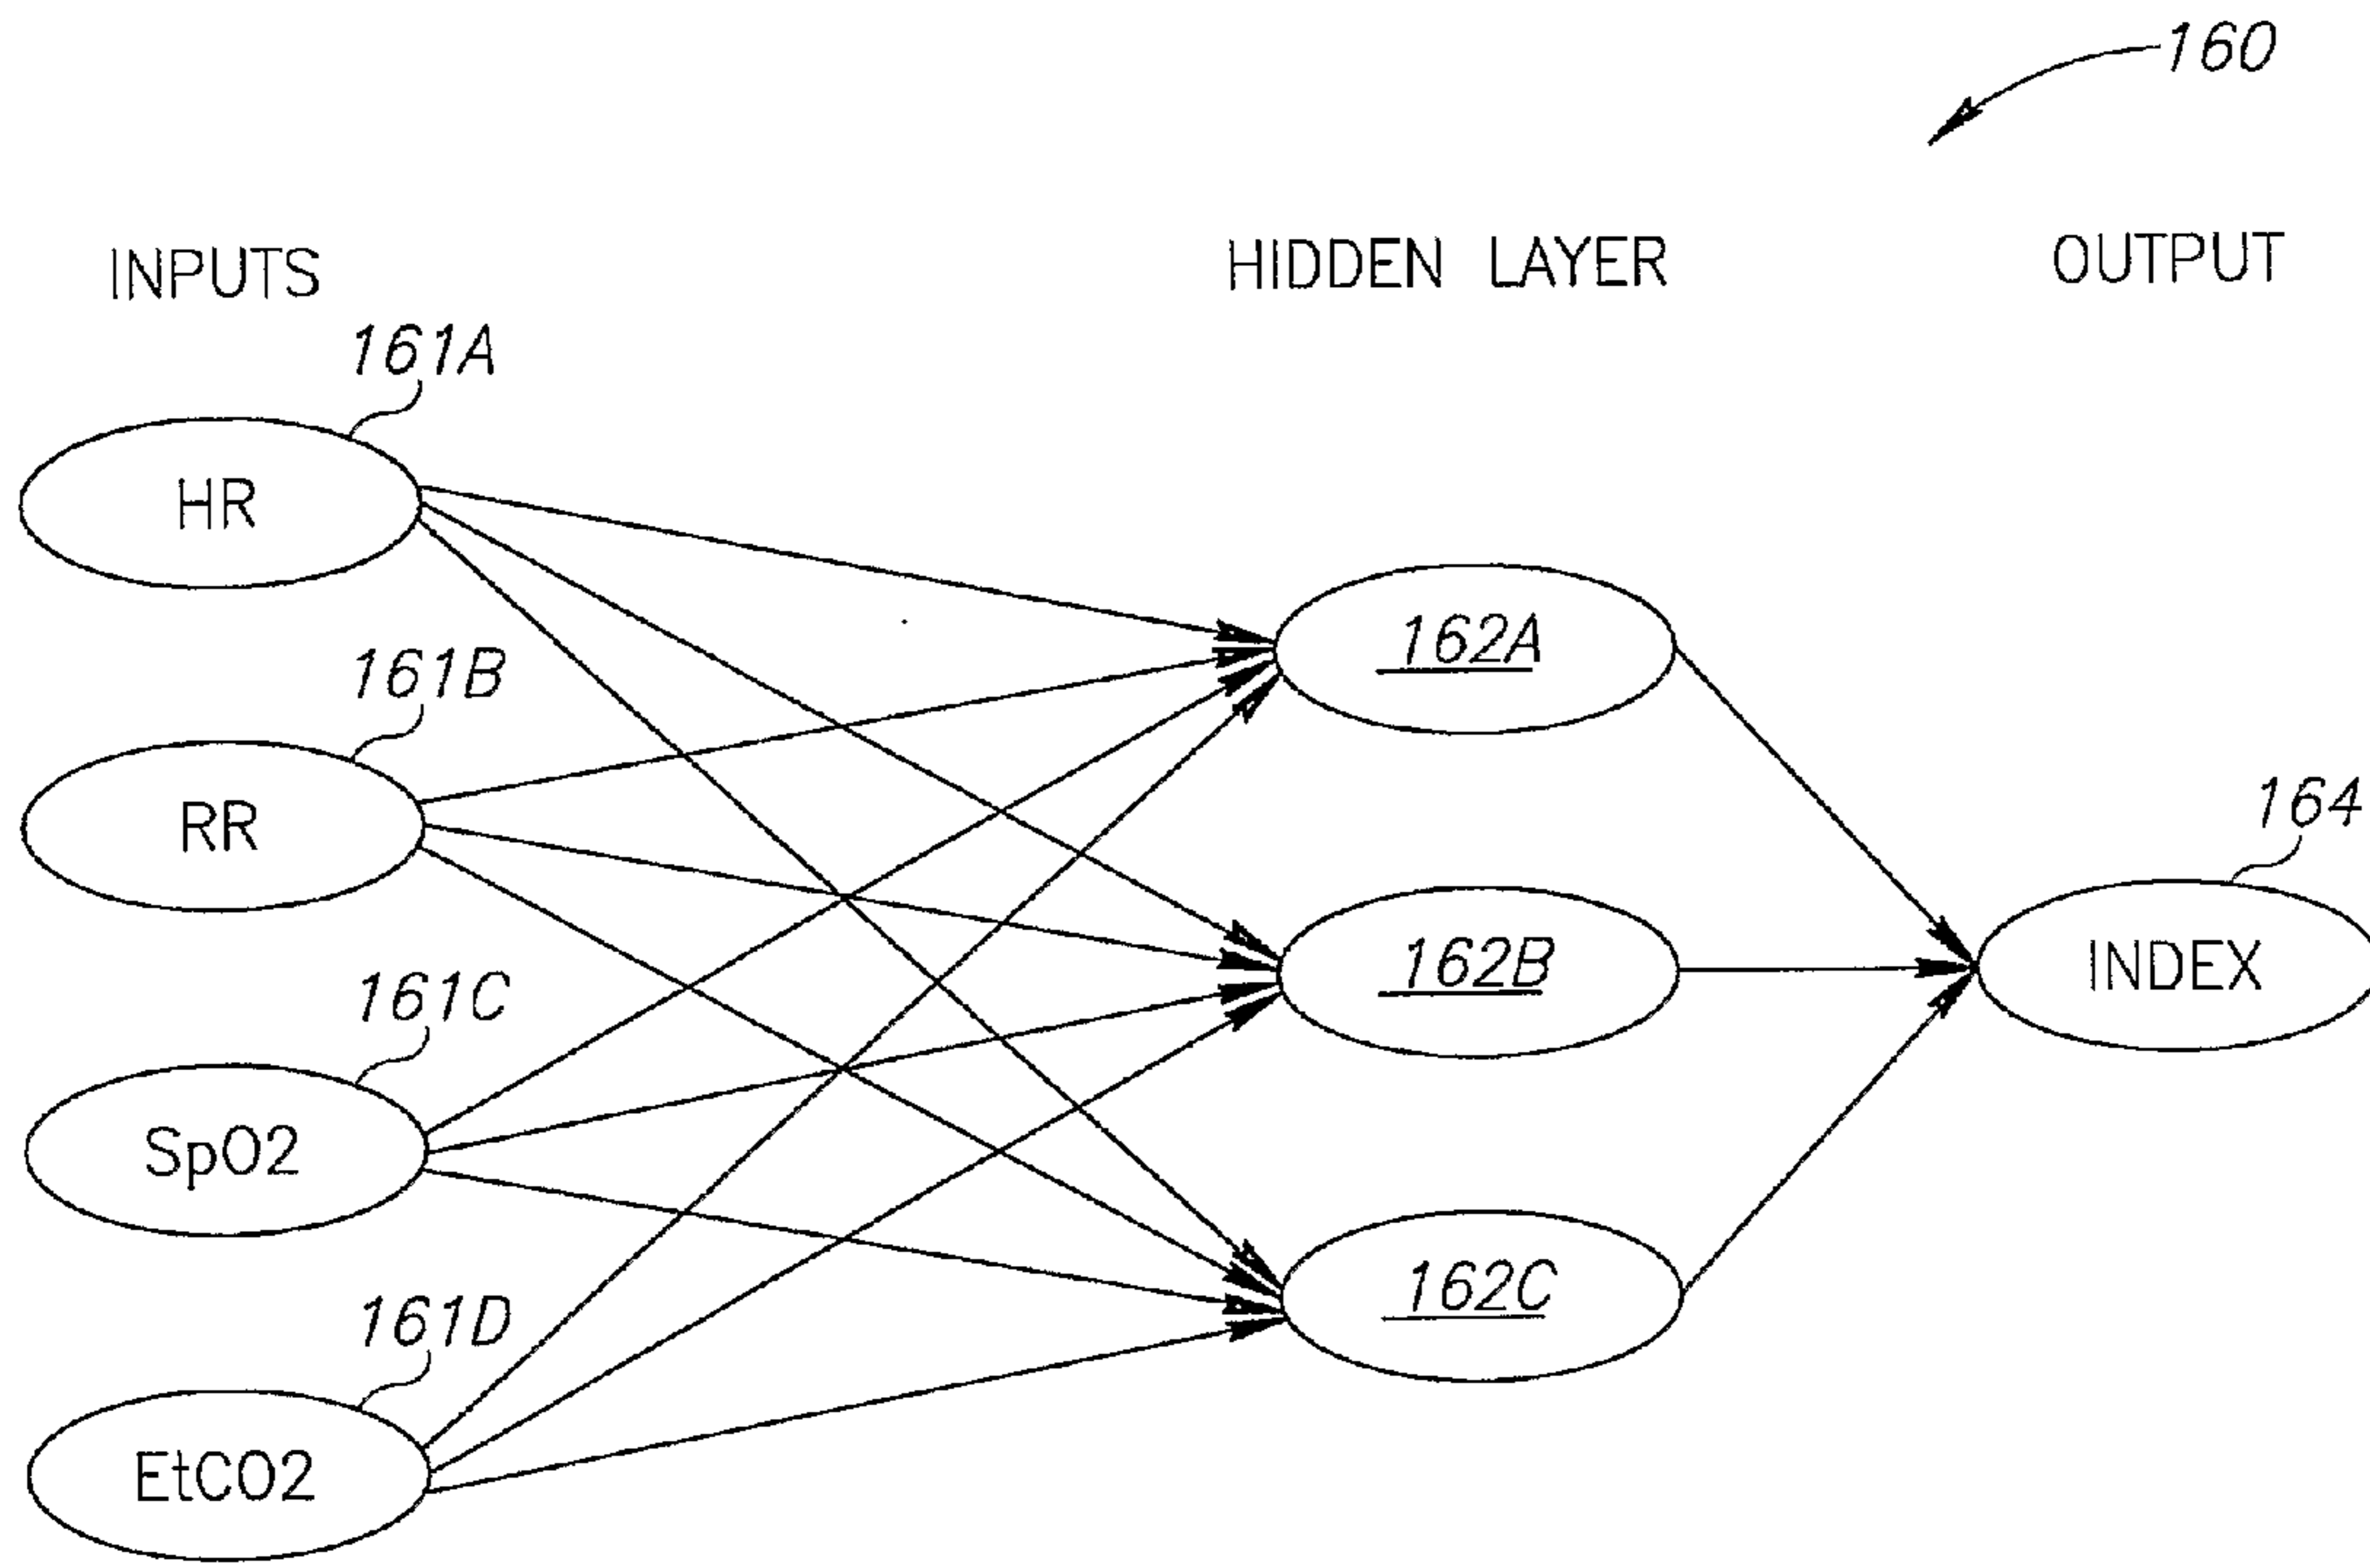 160
INPUTS HIDDEN LAYER OUTPUT
161A
HR
162A
161B
RR
164
162B
INDEX
161C
SpO2
162C
161D
EtCO2